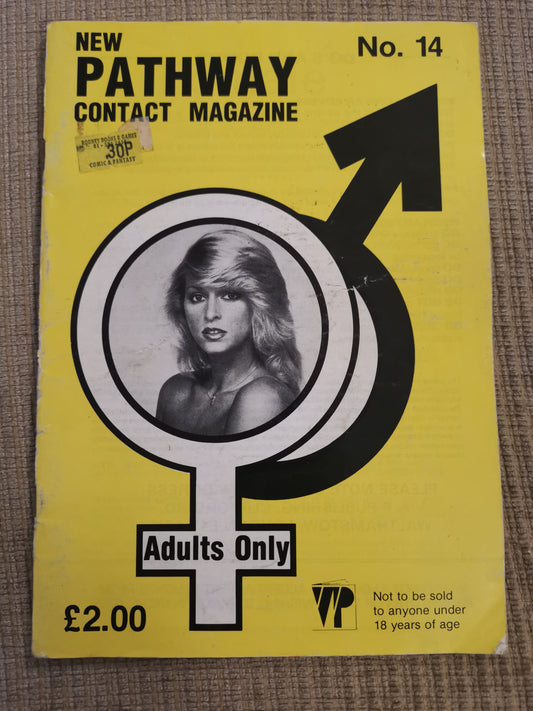 NEW
No. 14
PATHWAY
CONTACT MAGAZINE
30P
COMIC & FANTASY
Adults Only
£2.00
Not to be sold
to anyone under
18 years of age